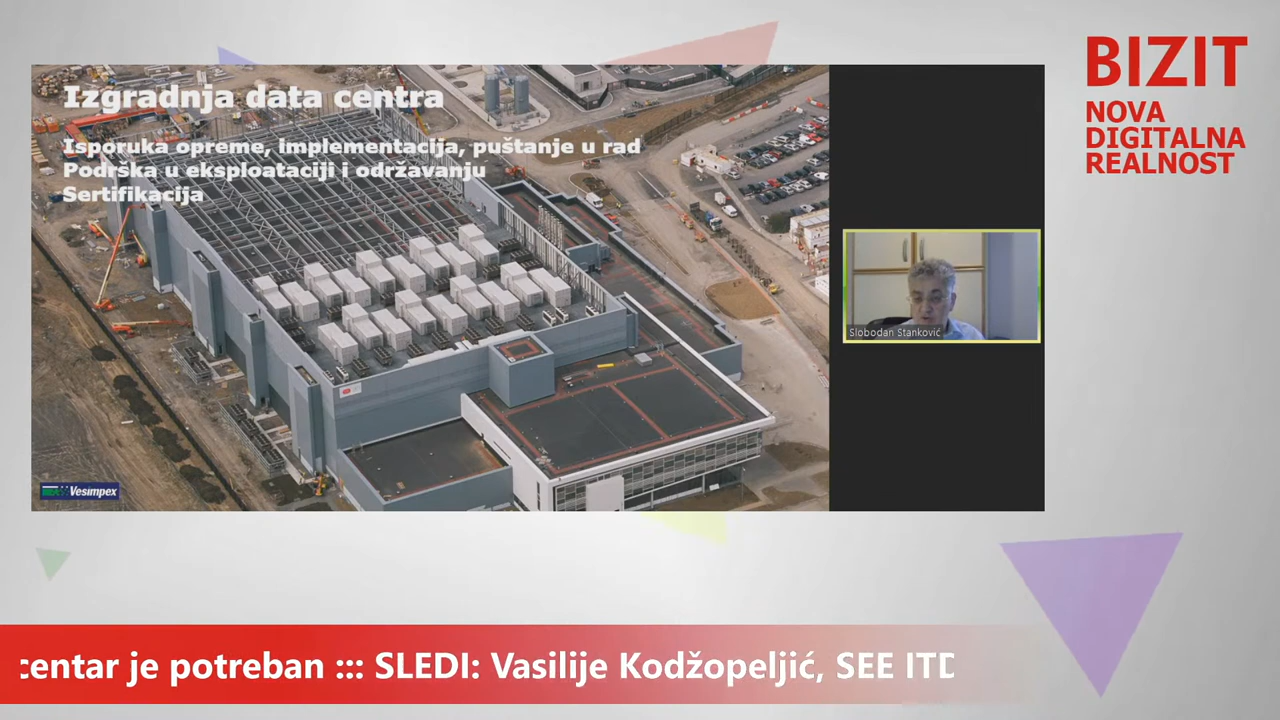 BIZIT
NOVA
DIGITALNA
REALNOST
Izgradnja data centra
Isporuka opreme, implementacija, puštanje u rad
Podrška u eksploataciji i održavanju
Sertifikacija
Slobodan Stanković
Vesimpex
centar je potreban ::: SLEDI: Vasilije Kodžopeljić, SEE ITD